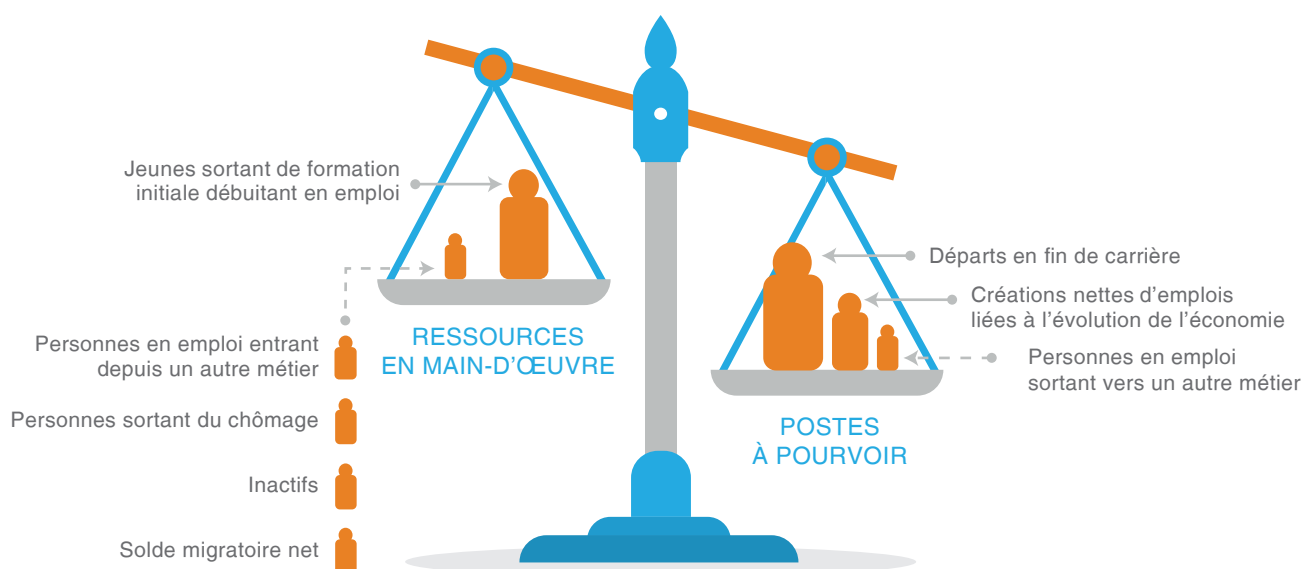 Jeunes sortant de formation
initiale débuitant en emploi
Personnes en emploi entrant
depuis un autre métier
Personnes sortant du chômage
Inactifs
Solde migratoire net
RESSOURCES
EN MAIN-D'ŒUVRE
Départs en fin de carrière
Créations nettes d'emplois
liées à l'évolution de l'économie
Personnes en emploi
sortant vers un autre métier
POSTES
À POURVOIR